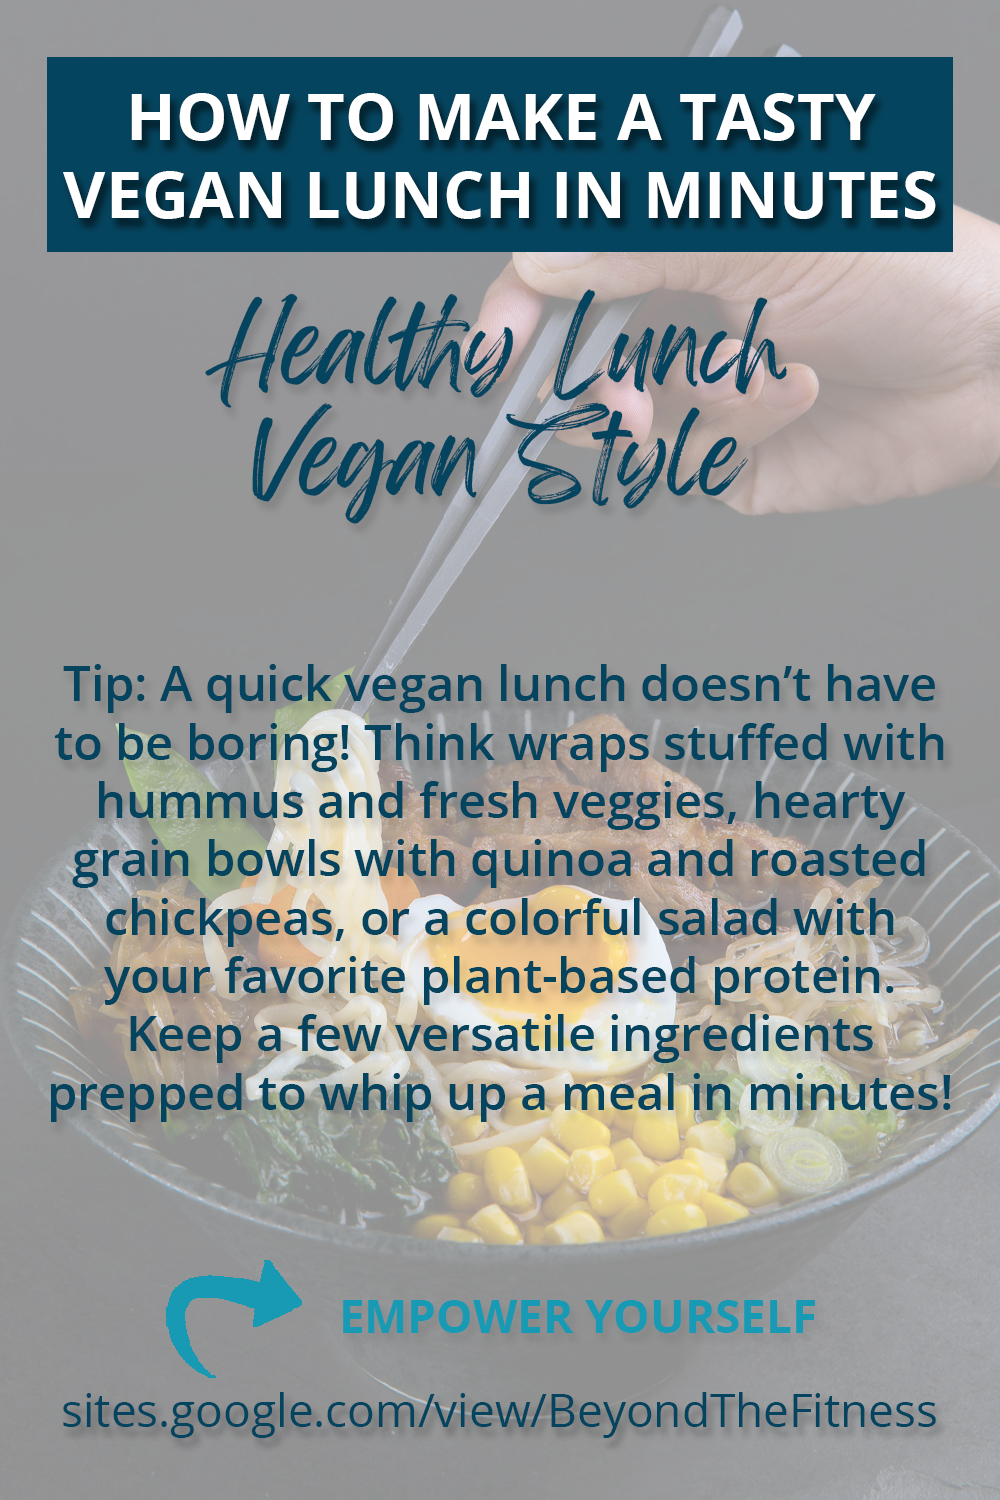 HOW TO MAKE A TASTY
VEGAN LUNCH IN MINUTES
Healthy Lunch
Vegan Style
Tip: A quick vegan lunch doesn’t have
to be boring! Think wraps stuffed with
hummus and fresh veggies, hearty
grain bowls with quinoa and roasted
chickpeas, or a colorful salad with
your favorite plant-based protein.
Keep a few versatile ingredients
prepped to whip up a meal in minutes!
EMPOWER YOURSELF
sites.google.com/view/BeyondTheFitness